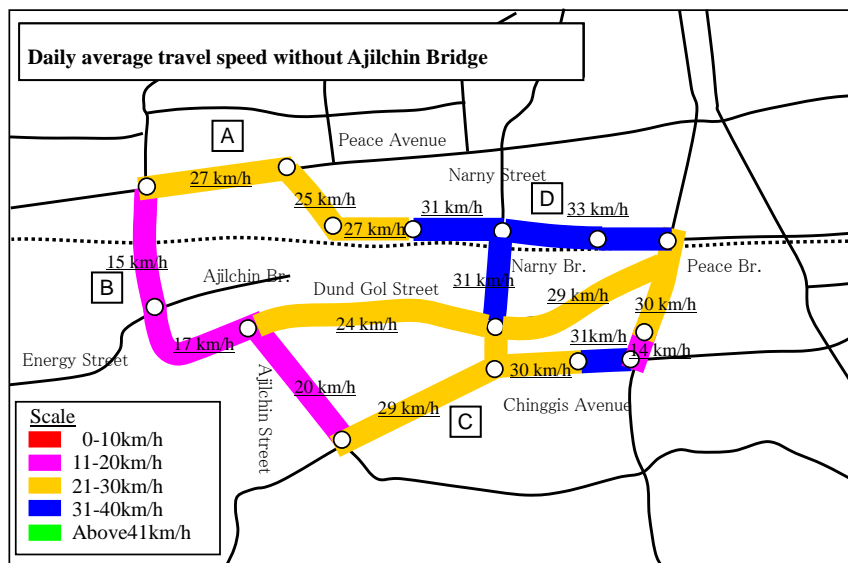 Daily average travel speed without Ajilchin Bridge
A
Peace Avenue
27 km/h
Narny Street
25 km/h
31 km/h
D
33 km/h
27 km/h
15 km/h
B
Ajilchin Br.
31 km/h
Narny Br.
Peace Br.
Dund Gol Street
29 km/h
24 km/h
30 km/h
17 km/h
31km/h
14 km/h
Energy Street
Ajilchin Street
20 km/h
30 km/h
29 km/h
Chinggis Avenue
C
Scale
0-10km/h
11-20km/h
21-30km/h
31-40km/h
Above41km/h